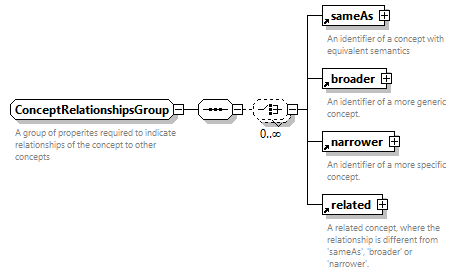 sameAs
An identifier of a concept with
equivalent semantics
broader
An identifier of a more generic
concept.
ConceptRelationshipsGroup
A group of properites required to indicate
relationships of the concept to other
concepts
0..∞
narrower
An identifier of a more specific
concept.
related
A related concept, where the
relationship is different from
'sameAs', 'broader' or
'narrower'.